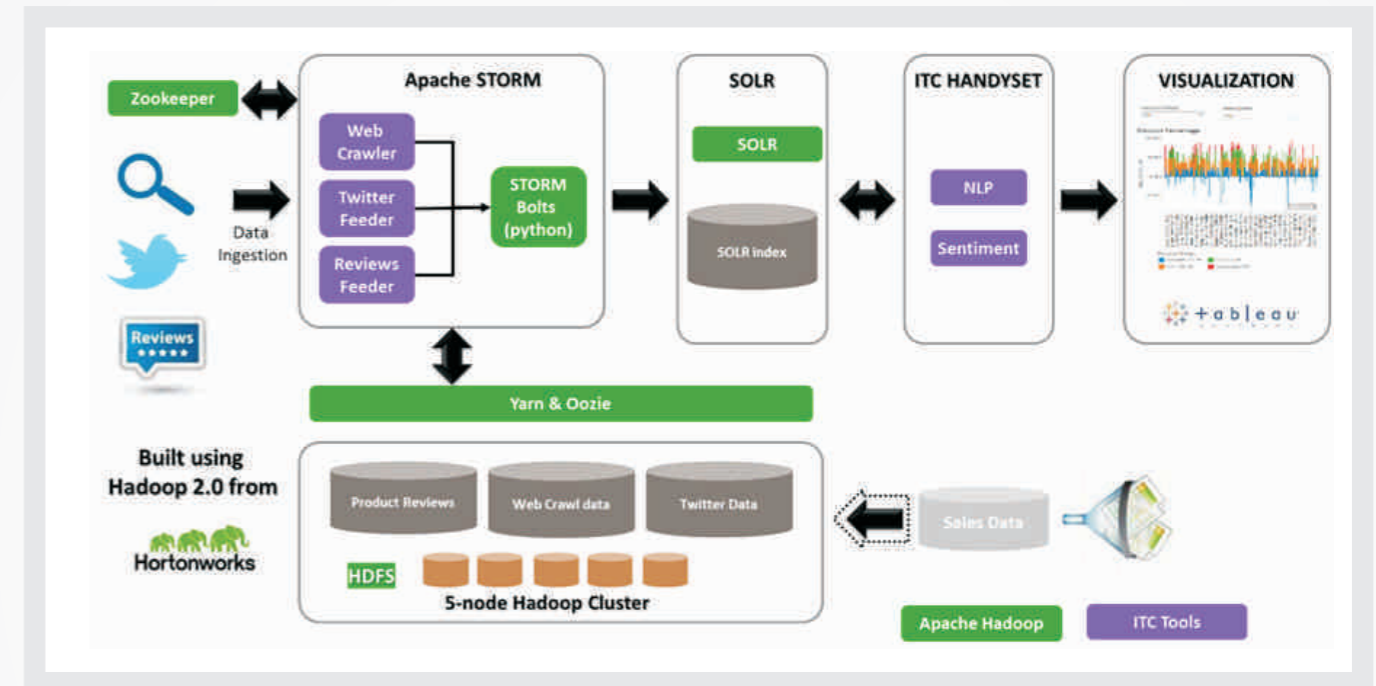 Apache STORM
SOLR
ITC HANDYSET
VISUALIZATION
Zookeeper
Web
Crawler
Twitter
Feeder
Reviews
Feeder
STORM
Bolts
(python)
SOLR
SOLR index
NLP
Sentiment
Data
Ingestion
Reviews
+ableau
Yarn & Oozie
Built using
Hadoop 2.0 from
Hortonworks
Product Reviews
Web Crawl data
Twitter Data
HDFS
5-node Hadoop Cluster
Sales Data
Apache Hadoop
ITC Tools